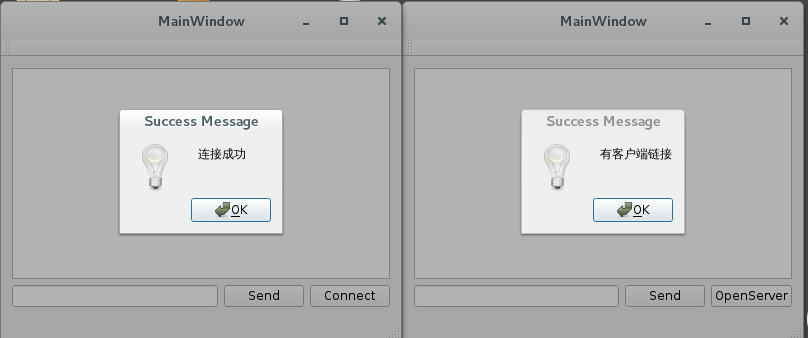 MainWindow
Success Message
连接成功
OK
Send
Connect
MainWindow
Success Message
有客户端链接
OK
Send
OpenServer